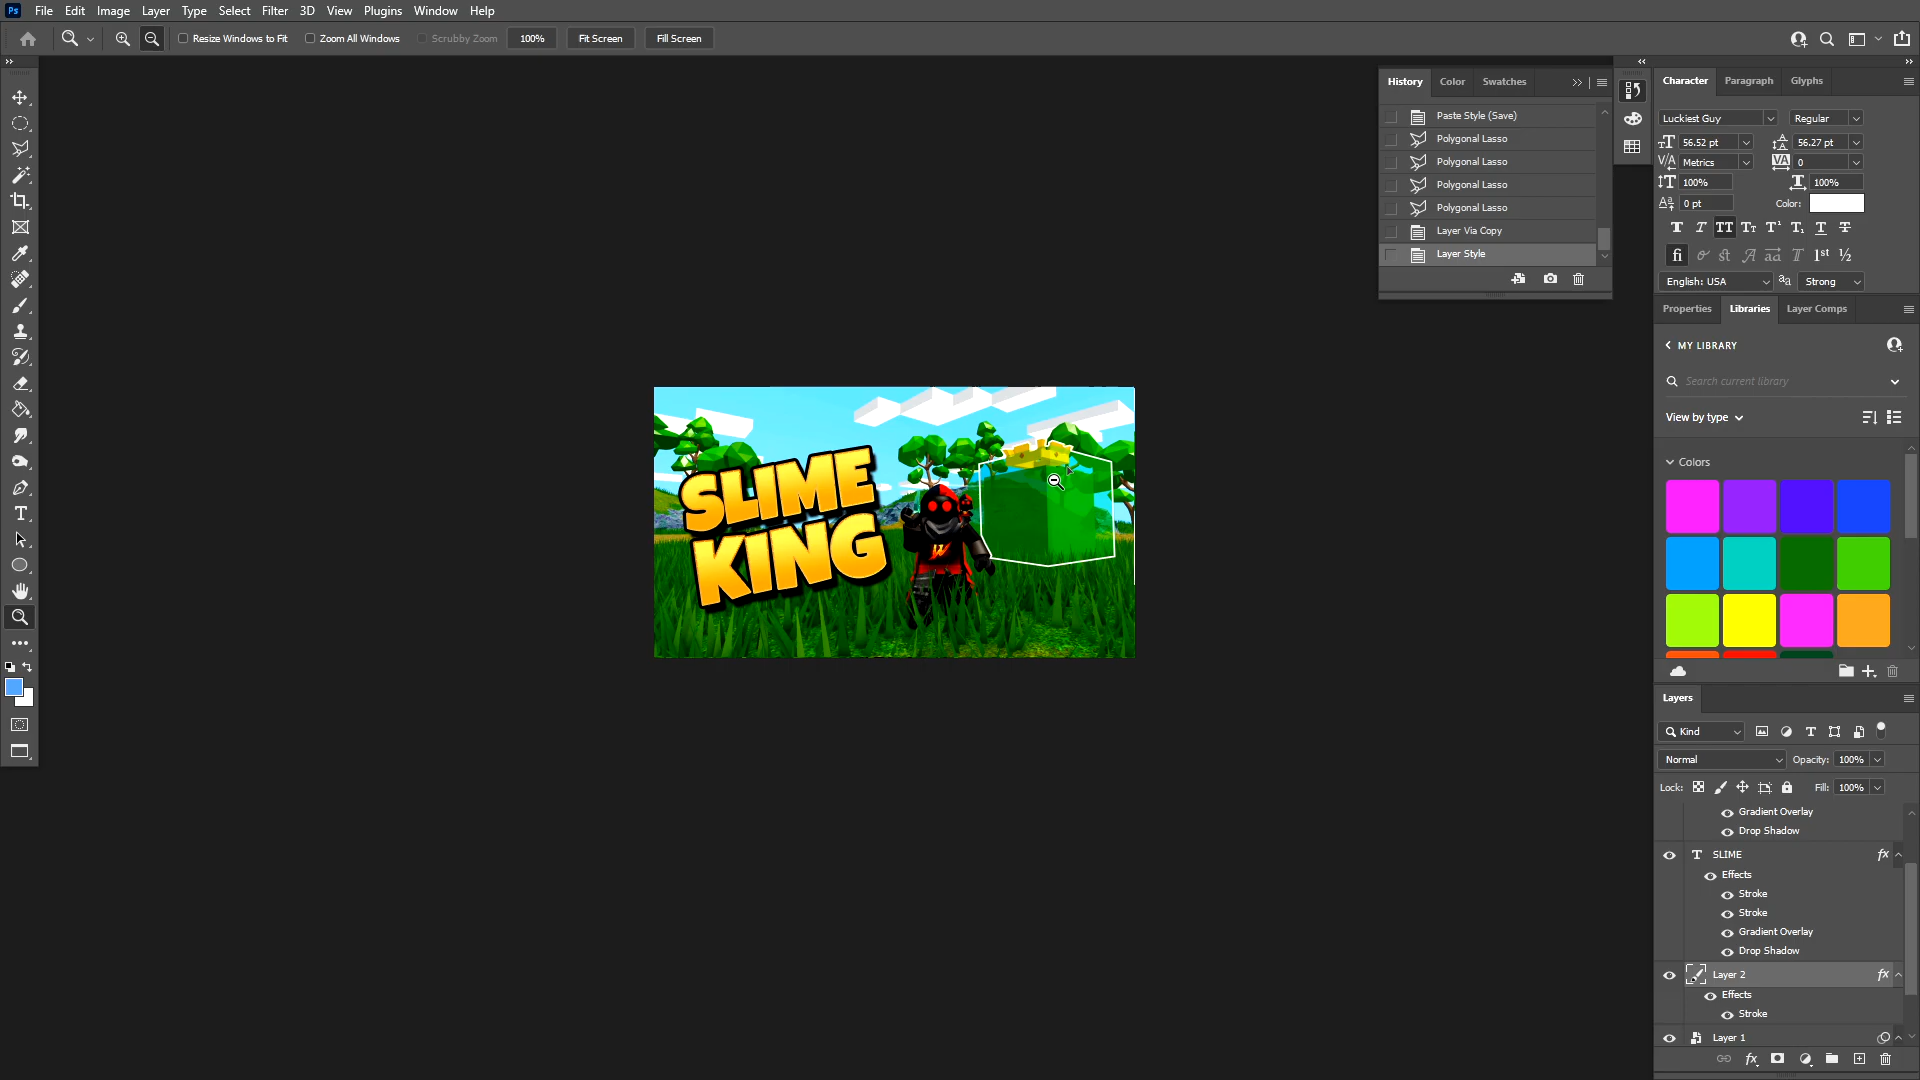 Ps File Edit Image Layer Type Select Filter 3D View Plugins Window Help
Resize Windows to Fit Zoom All Windows Scrubby Zoom 100% Fit Screen Fill Screen
History Color Swatches
Paste Style (Save)
Polygonal Lasso
Polygonal Lasso
Polygonal Lasso
Polygonal Lasso
Layer Via Copy
Layer Style
Character Paragraph Glyphs
Luckiest Guy Regular
56.52 pt 56.27 pt
Metrics 0
100% 100%
0 pt Color:
English: USA Strong
Properties Libraries Layer Comps
MY LIBRARY
Search current library
View by type
Colors
SLIME
KING
Layers
Kind
Normal Opacity: 100%
Lock: Fill: 100%
Gradient Overlay
Drop Shadow
SLIME fx
Effects
Stroke
Stroke
Gradient Overlay
Drop Shadow
Layer 2 fx
Effects
Stroke
Layer 1
fx